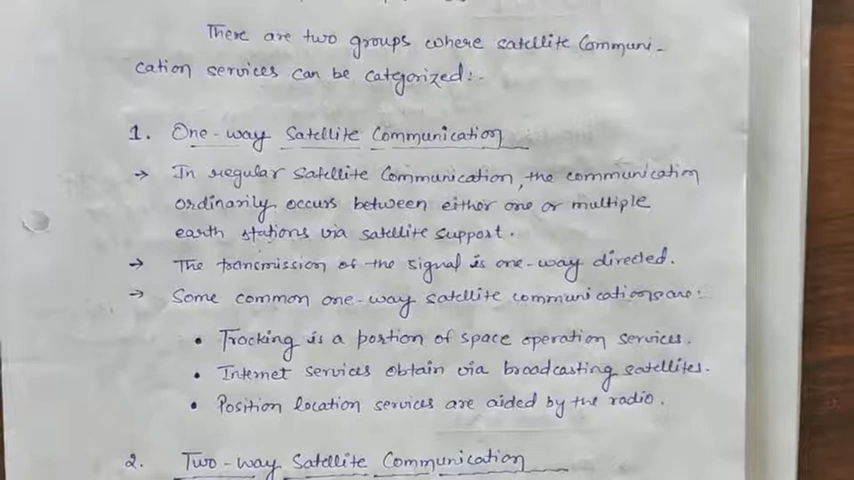 There are two groups where satellite Communi-
cation services can be categorized:-
1. One-way Satellite Communication
→ In regular satellite Communication, the communication
ordinarily occurs between either one or multiple
earth stations via satellite support.
→ The transmission of the signal is one-way directed.
→ Some common one-way satellite communications are:
• Tracking is a portion of space operation services.
• Internet services obtain via broadcasting satellites.
• Position location services are aided by the radio.
2. Two-way Satellite Communication